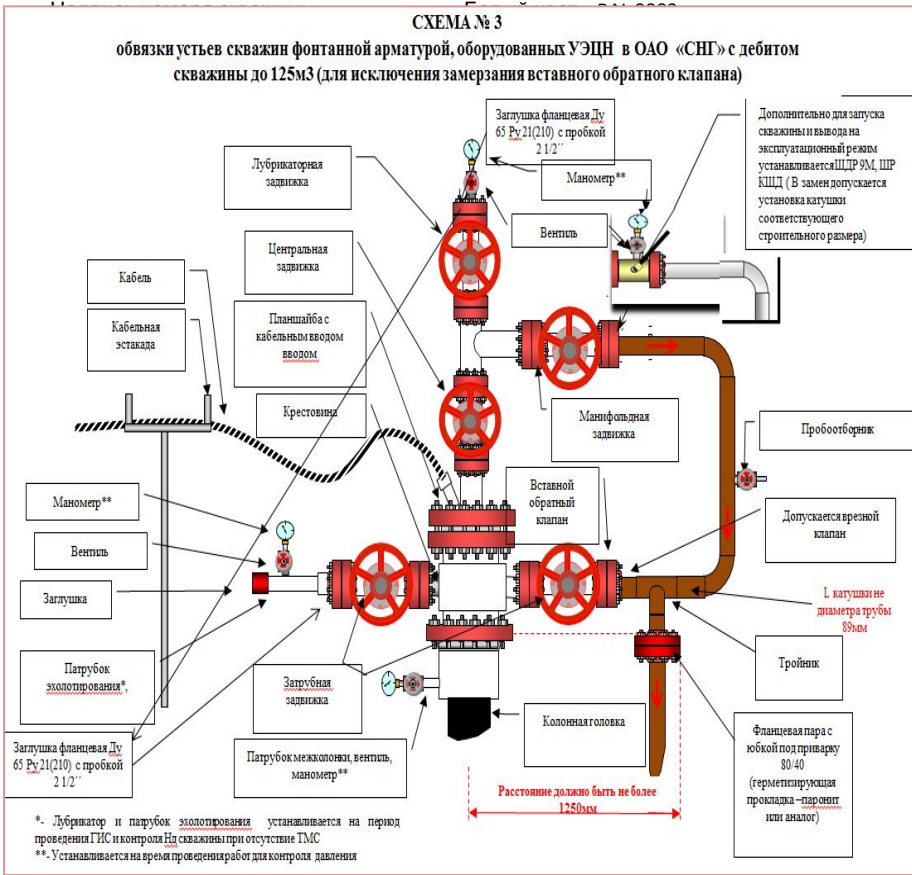 СХЕМА № 3
обвязки устьев скважин фонтанной арматурой, оборудованных УЭЦН в ОАО «СНГ» с дебитом
скважины до 125м3 (для исключения замерзания вставного обратного клапана)
Заглушка фланцевая Ду
65 Ру 21(210) с пробкой
2 1/2´´
Лубрикаторная
задвижка
Манометр**
Дополнительно для запуска
скважины и вывода на
эксплуатационный режим
устанавливается ШДР 9М, ШР
КШД ( В замен допускается
установка катушки
соответствующего
строительного размера)
Вентиль
Центральная
задвижка
Кабель
Кабельная
эстакада
Планшайба с
кабельным вводом
вводом
Крестовина
Манифольдная
задвижка
Пробоотборник
Манометр**
Вставной
обратный
клапан
Допускается врезной
клапан
Вентиль
Заглушка
L катушки не
диаметра трубы
89мм
Патрубок
эхолотирования*,
Затрубная
задвижка
Тройник
Колонная головка
Заглушка фланцевая Ду
65 Ру 21(210) с пробкой
2 1/2´´
Патрубок межколонки, вентиль,
манометр**
Фланцевая пара с
юбкой под приварку
80/40
(герметизирующая
прокладка –паронит
или аналог)
Расстояние должно быть не более
1250мм
*- Лубрикатор и патрубок эхолотирования устанавливается на период
проведения ГИС и контроля Нд скважины при отсутствие ТМС
**- Устанавливается на время проведения работ для контроля давления